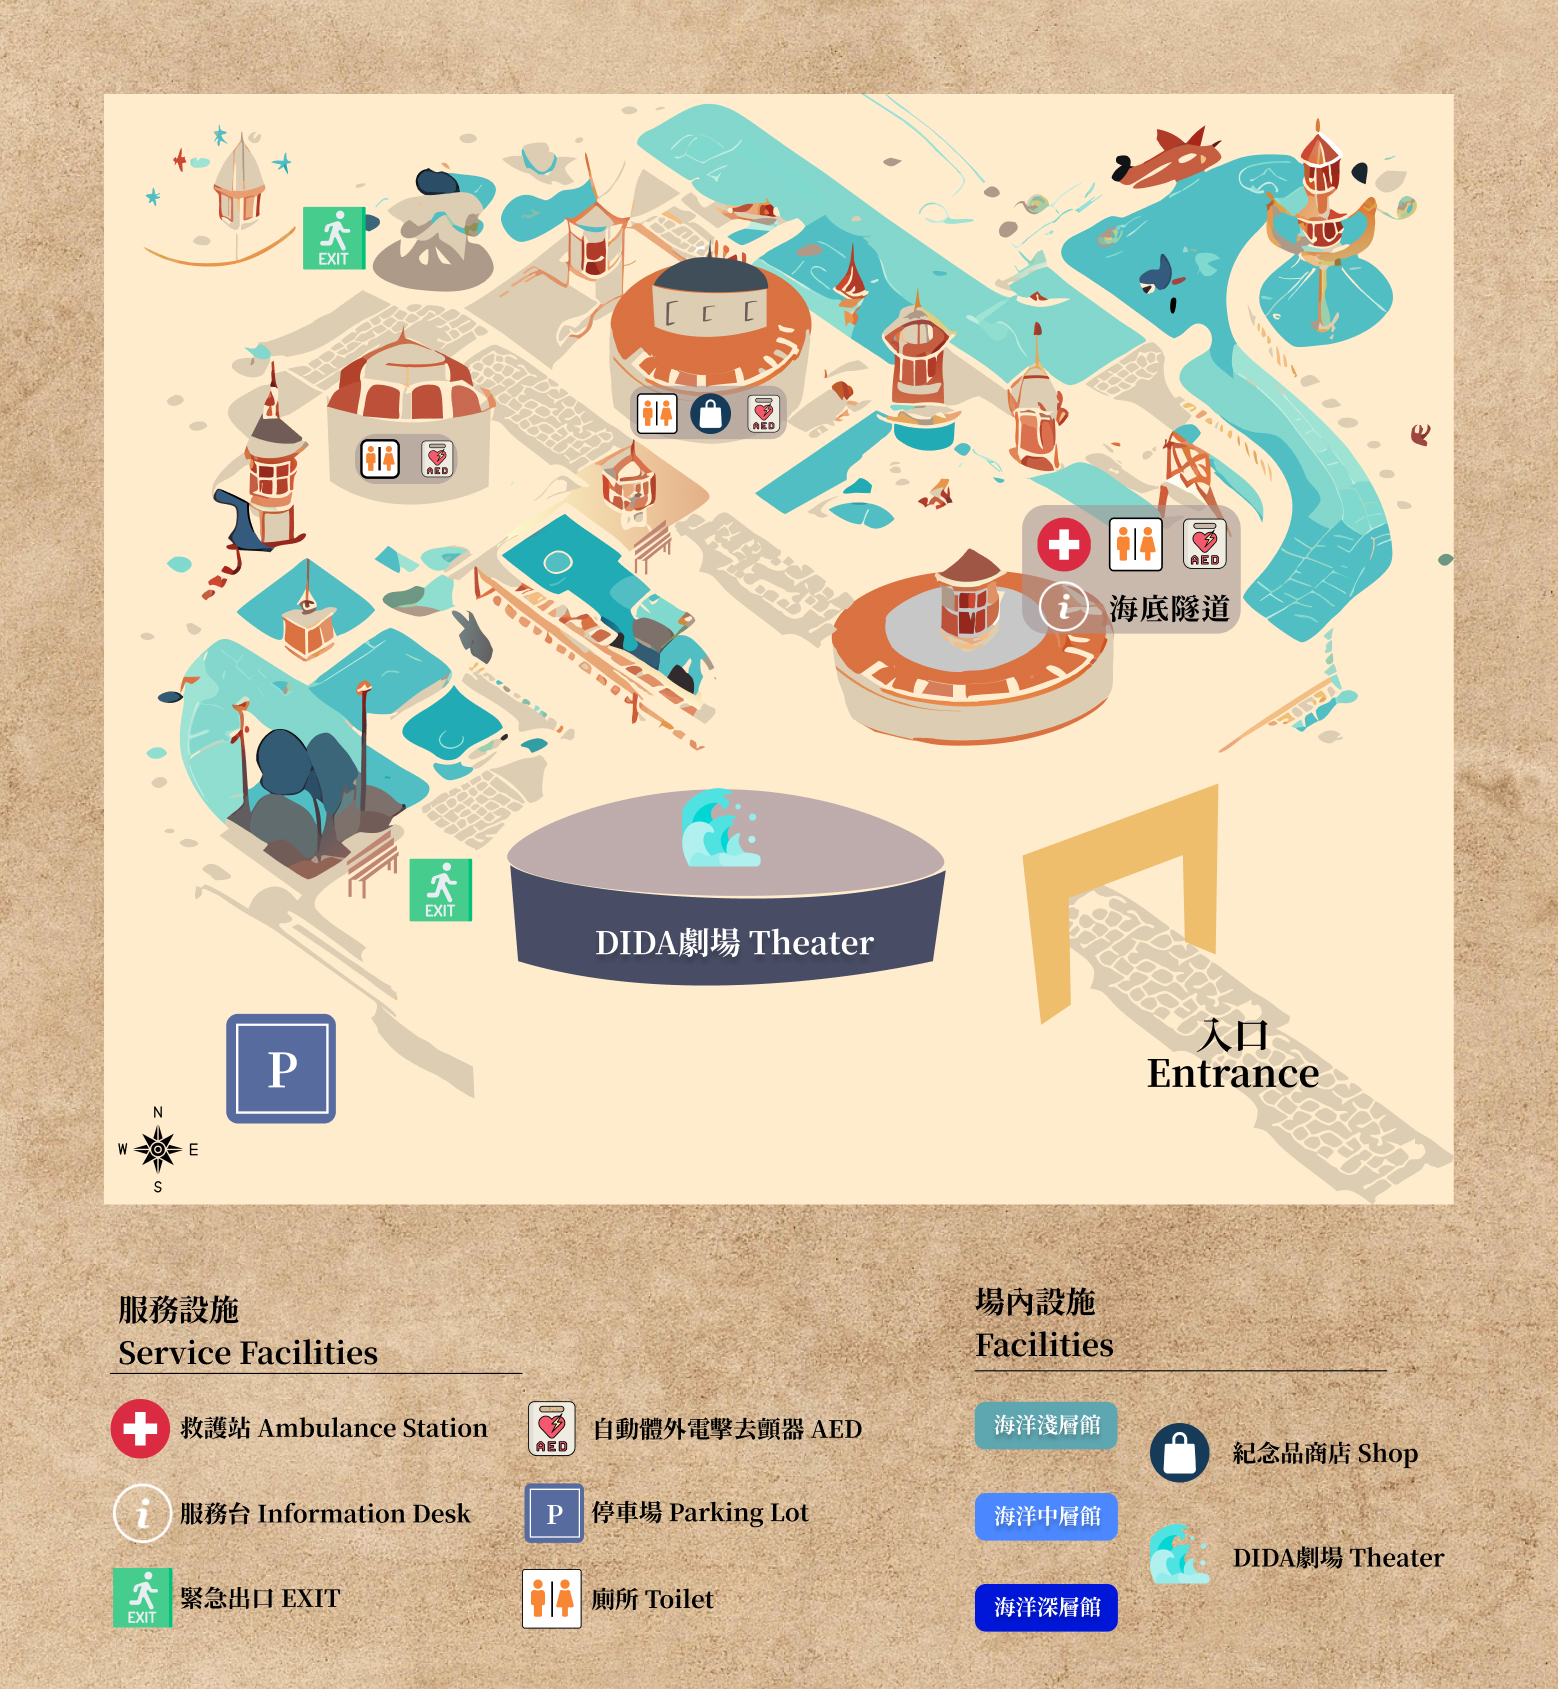 EXIT
AED
AED
AED
海底隧道
EXIT
DIDA劇場 Theater
入口
Entrance
P
N
W E
S
服務設施
Service Facilities
救護站 Ambulance Station
服務台 Information Desk
緊急出口 EXIT
EXIT
AED
自動體外電擊去顫器 AED
P
停車場 Parking Lot
廁所 Toilet
場內設施
Facilities
海洋淺層館
海洋中層館
海洋深層館
紀念品商店 Shop
DIDA劇場 Theater